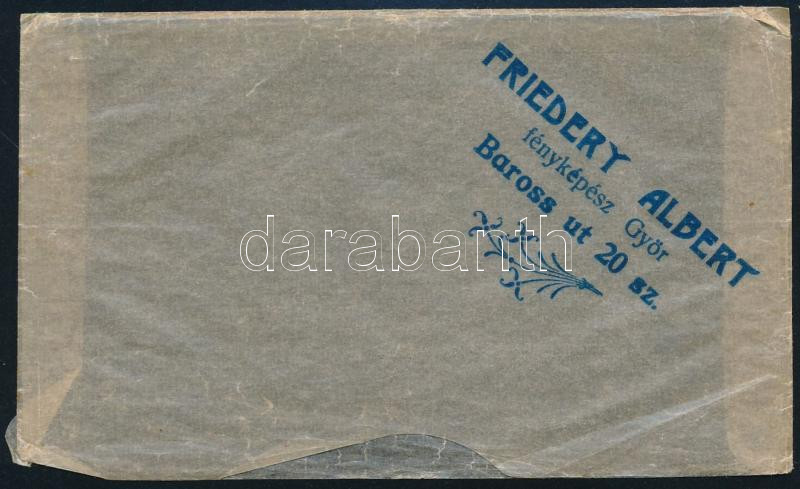 FRIEDERY ALBERT
fényképész Győr
Baross ut 20 sz.
darabanth